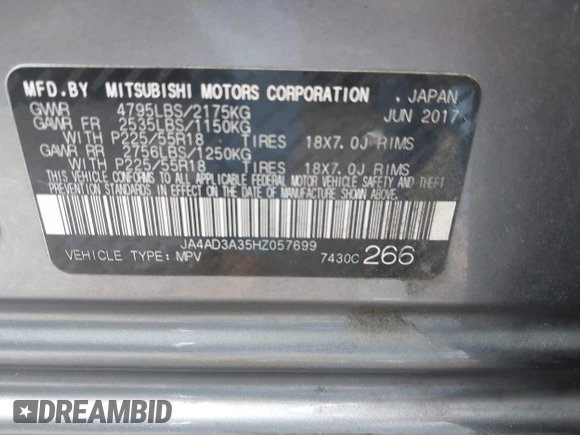 MFD.BY MITSUBISHI MOTORS CORPORATION . JAPAN
GVWR 4795LBS/2175KG JUN 2017
GAWR FR 2535LBS/1150KG
WITH P225/55R18 TIRES 18X7.0J RIMS
GAWR RR 2756LBS/1250KG
WITH P225/55R18 TIRES 18X7.0J RIMS
THIS VEHICLE CONFORMS TO ALL APPLICABLE FEDERAL MOTOR VEHICLE SAFETY AND THEFT
PREVENTION STANDARDS IN EFFECT ON THE DATE OF MANUFACTURE SHOWN ABOVE.
JA4AD3A35HZ057699
VEHICLE TYPE: MPV 7430C 266
DREAMBID